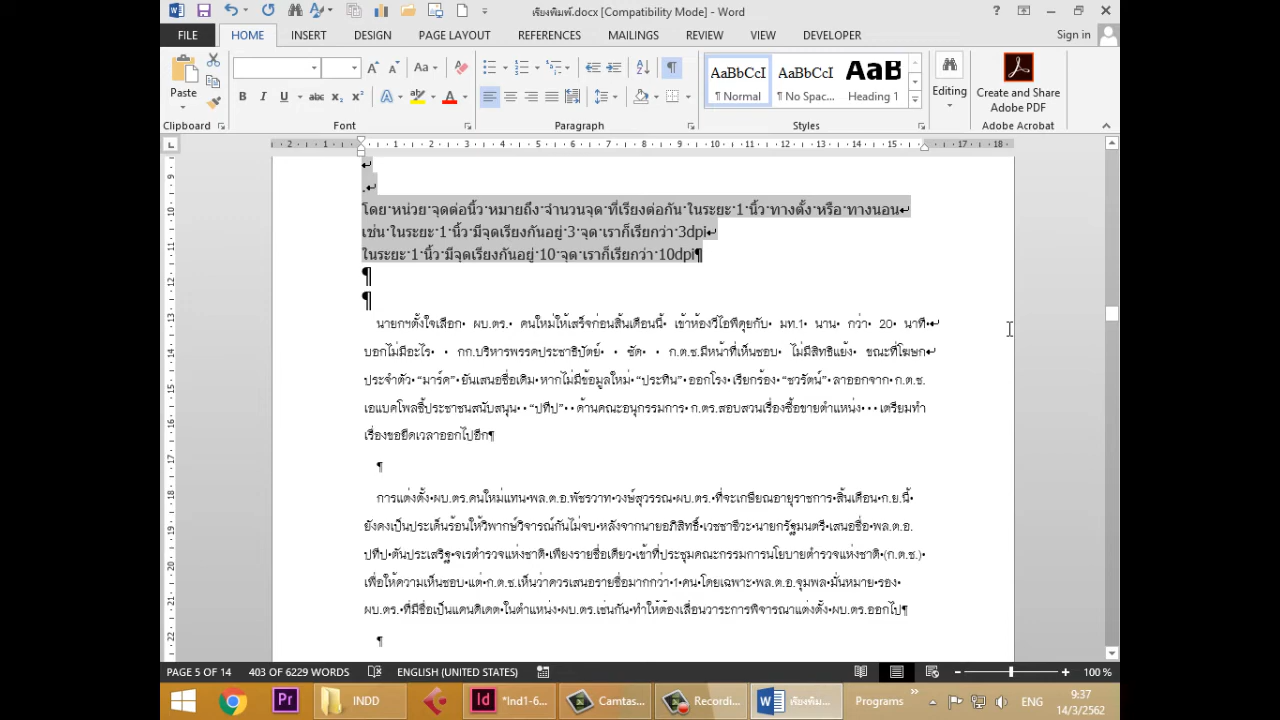 เรียงพิมพ์.docx [Compatibility Mode] - Word
FILE HOME INSERT DESIGN PAGE LAYOUT REFERENCES MAILINGS REVIEW VIEW DEVELOPER Sign in
AaBbCcI AaBbCcI AaB
Paste Editing Create and Share
¶ Normal ¶ No Spac... Heading 1 Adobe PDF
Clipboard Font Paragraph Styles Adobe Acrobat
2 1 1 2 3 4 5 6 7 8 9 10 11 12 13 14 15 17 18
.
โดย หน่วย จุดต่อนิ้ว หมายถึง จำนวนจุด ที่เรียงต่อกัน ในระยะ 1 นิ้ว ทางตั้ง หรือ ทางนอน
เช่น ในระยะ 1 นิ้ว มีจุดเรียงกันอยู่ 3 จุด เราก็เรียกว่า 3dpi
ในระยะ 1 นิ้ว มีจุดเรียงกันอยู่ 10 จุด เราก็เรียกว่า 10dpi¶
¶
¶
นายกฯตั้งใจเลือก ผบ.ตร. คนใหม่ให้เสร็จก่อนสิ้นเดือนนี้ เข้าห้องวีไอพีคุยกับ มท.1 นาน กว่า 20 นาที
บอกไม่มีอะไร กก.บริหารพรรคประชาธิปัตย์ ซัด ก.ต.ช.มีหน้าที่เห็นชอบ ไม่มีสิทธิแย้ง ขณะที่โฆษก
ประจำตัว “มาร์ค” ยันเสนอชื่อเดิม หากไม่มีข้อมูลใหม่ “ประทิน” ออกโรง เรียกร้อง “ชวรัตน์” ลาออกจาก ก.ต.ช.
เอแบคโพลชี้ประชาชนสนับสนุน “ปทีป” ด้านคณะอนุกรรมการ ก.ตร.สอบสวนเรื่องซื้อขายตำแหน่ง เตรียมทำ
เรื่องขอยืดเวลาออกไปอีก¶
¶
การแต่งตั้ง ผบ.ตร.คนใหม่แทน พล.ต.อ.พัชรวาท วงษ์สุวรรณ ผบ.ตร. ที่จะเกษียณอายุราชการ สิ้นเดือน ก.ย.นี้
ยังคงเป็นประเด็นร้อนให้วิพากษ์วิจารณ์กันไม่จบ หลังจากนายอภิสิทธิ์ เวชชาชีวะ นายกรัฐมนตรี เสนอชื่อ พล.ต.อ.
ปทีป ตันประเสริฐ จเรตำรวจแห่งชาติ เพียงรายชื่อเดียว เข้าที่ประชุมคณะกรรมการนโยบายตำรวจแห่งชาติ (ก.ต.ช.)
เพื่อให้ความเห็นชอบ แต่ ก.ต.ช.เห็นว่าควรเสนอรายชื่อมากกว่า 1 คน โดยเฉพาะ พล.ต.อ.จุมพล มั่นหมาย รอง
ผบ.ตร. ที่มีชื่อเป็นแคนดิเดต ในตำแหน่ง ผบ.ตร.เช่นกัน ทำให้ต้องเลื่อนวาระการพิจารณาแต่งตั้ง ผบ.ตร.ออกไป¶
¶
PAGE 5 OF 14 403 OF 6229 WORDS ENGLISH (UNITED STATES) 100 %
INDD *Ind1-6... Camtas... Recordi... เรียงพิม... Programs ENG 9:37
14/3/2562